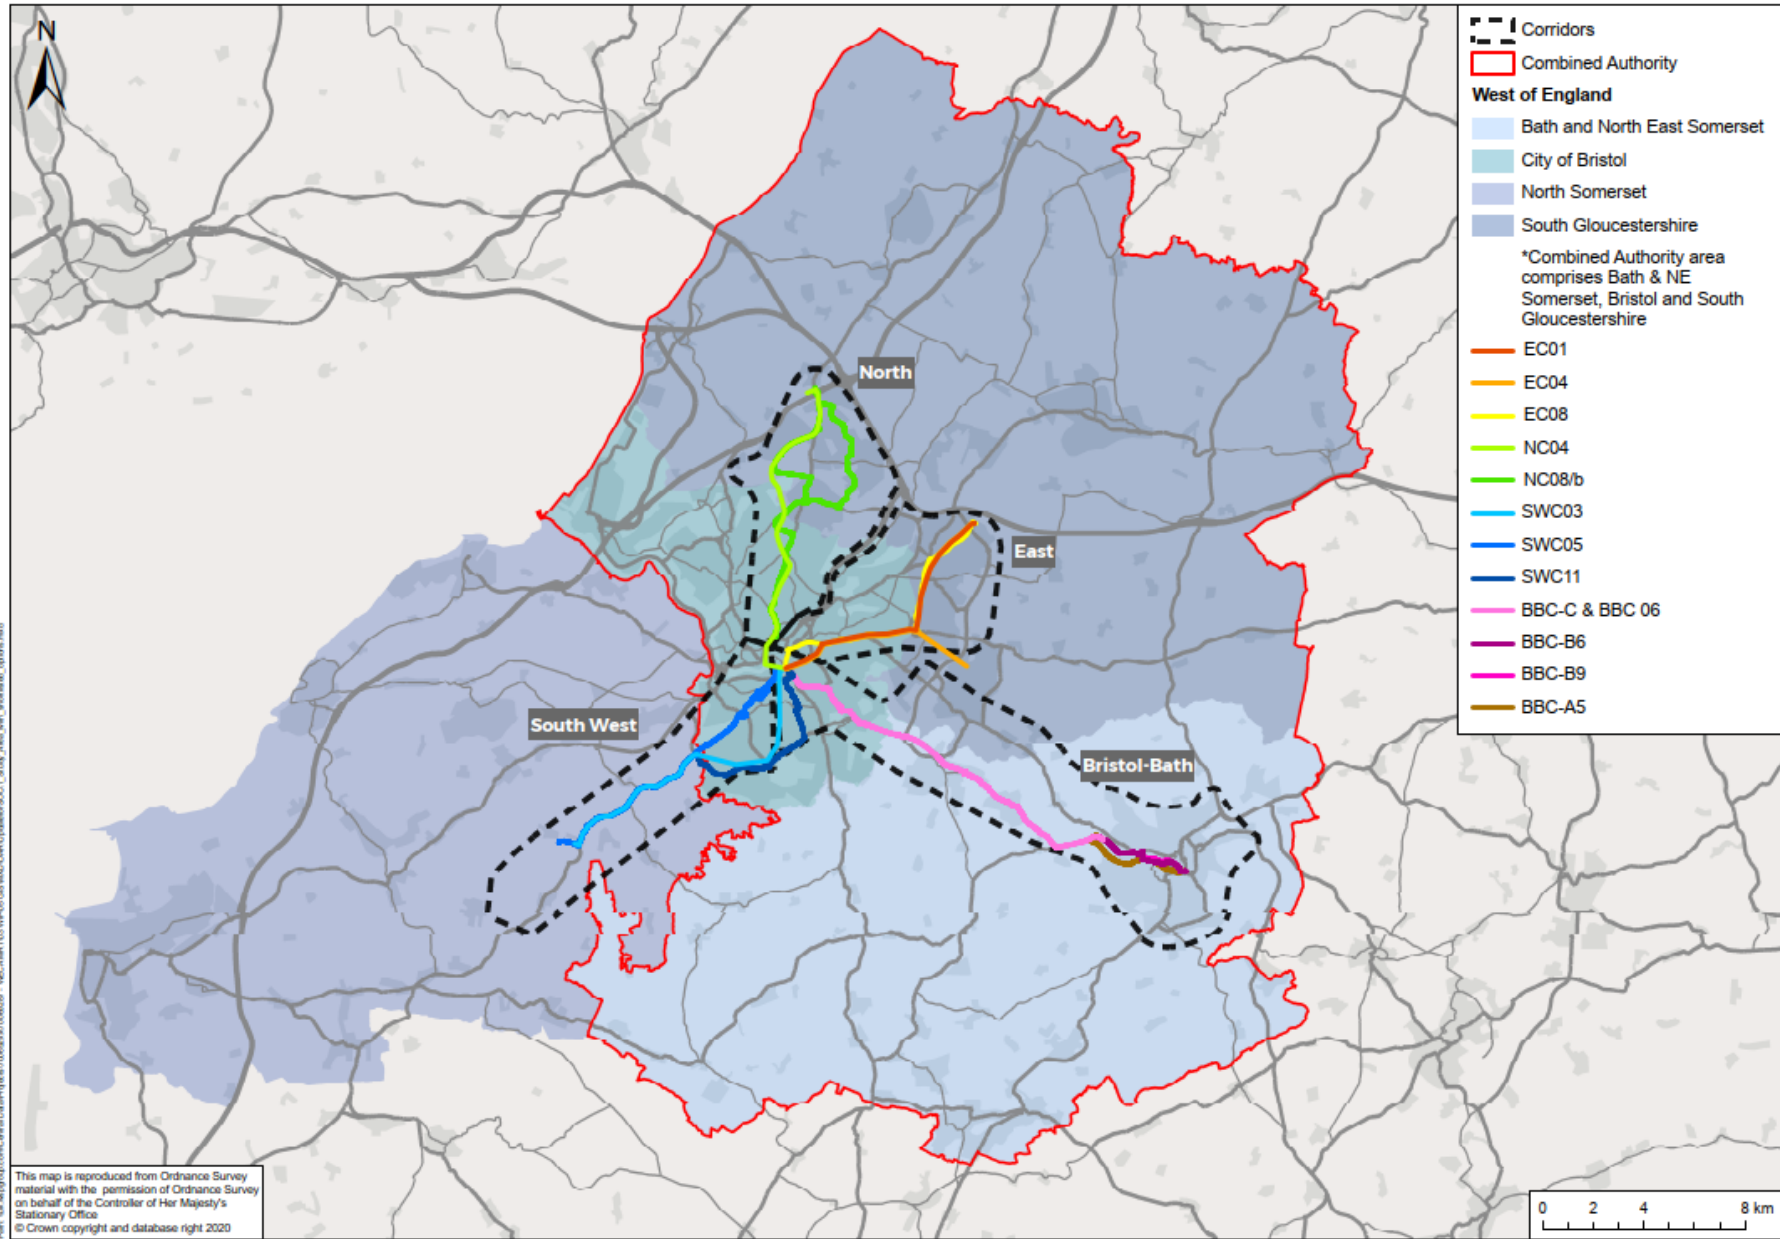 N
North
East
South West
Bristol-Bath
Corridors
Combined Authority
West of England
Bath and North East Somerset
City of Bristol
North Somerset
South Gloucestershire
*Combined Authority area
comprises Bath & NE
Somerset, Bristol and South
Gloucestershire
EC01
EC04
EC08
NC04
NC08/b
SWC03
SWC05
SWC11
BBC-C & BBC 06
BBC-B6
BBC-B9
BBC-A5
This map is reproduced from Ordnance Survey
material with the permission of Ordnance Survey
on behalf of the Controller of Her Majesty's
Stationary Office
© Crown copyright and database right 2020
0 2 4 8 km